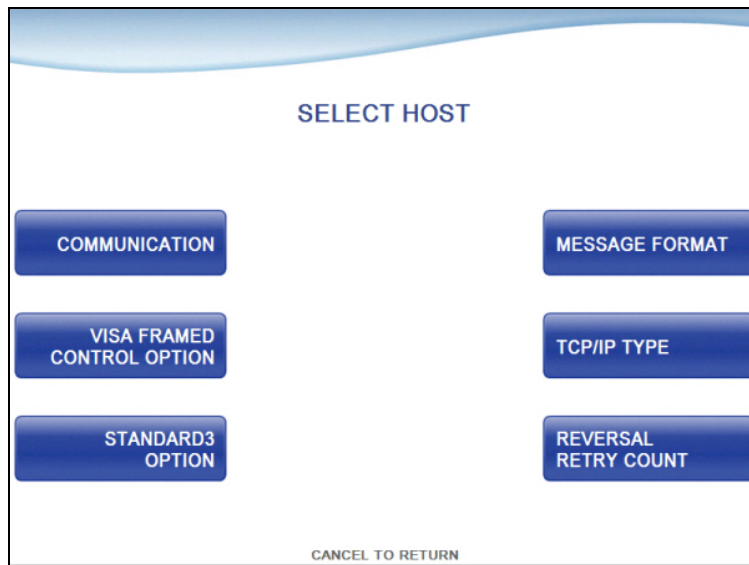 SELECT HOST
COMMUNICATION
MESSAGE FORMAT
VISA FRAMED
CONTROL OPTION
TCP/IP TYPE
STANDARD3
OPTION
REVERSAL
RETRY COUNT
CANCEL TO RETURN